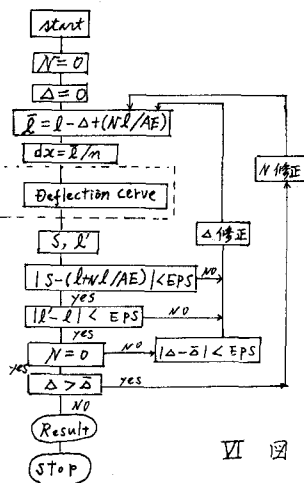 start
N=0
Δ=0
l̄=l-Δ+(Nl/AE)
dx=l̄/n
Deflection cerve
S, l'
|S-(l+Nl/AE)|<EPS
NO
yes
|l'-l|< EPS
NO
yes
N=0
NO
|Δ-Δ̄|<EPS
yes
Δ>Δ̄
yes
NO
Result
Stop
Δ修正
N修正
VI 図